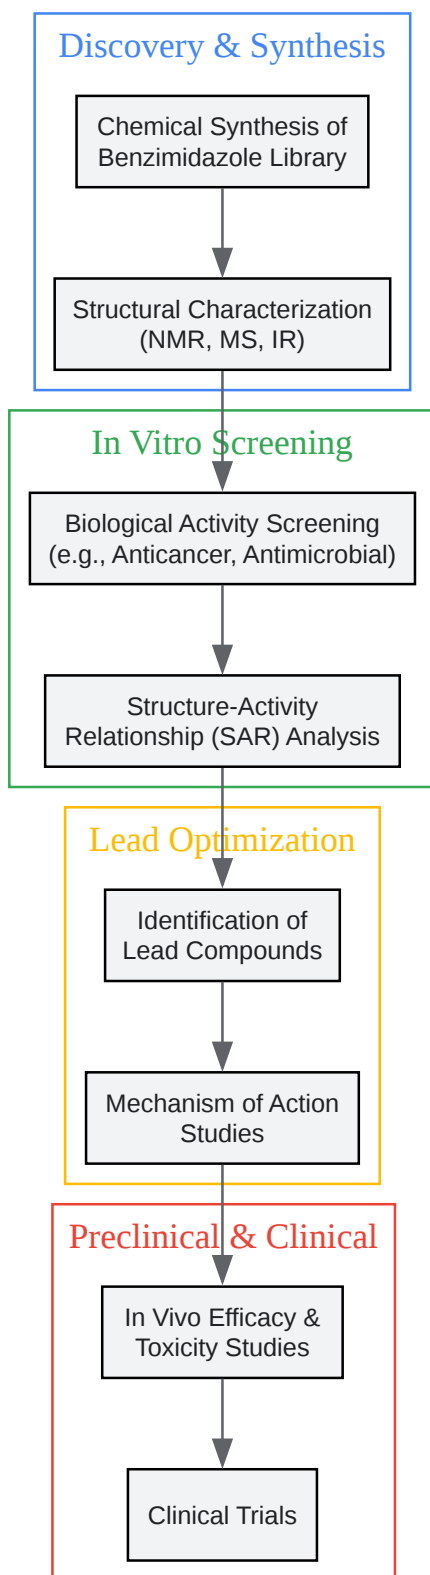 Discovery & Synthesis
Chemical Synthesis of
Benzimidazole Library
Structural Characterization
(NMR, MS, IR)
In Vitro Screening
Biological Activity Screening
(e.g., Anticancer, Antimicrobial)
Structure-Activity
Relationship (SAR) Analysis
Lead Optimization
Identification of
Lead Compounds
Mechanism of Action
Studies
Preclinical & Clinical
In Vivo Efficacy &
Toxicity Studies
Clinical Trials